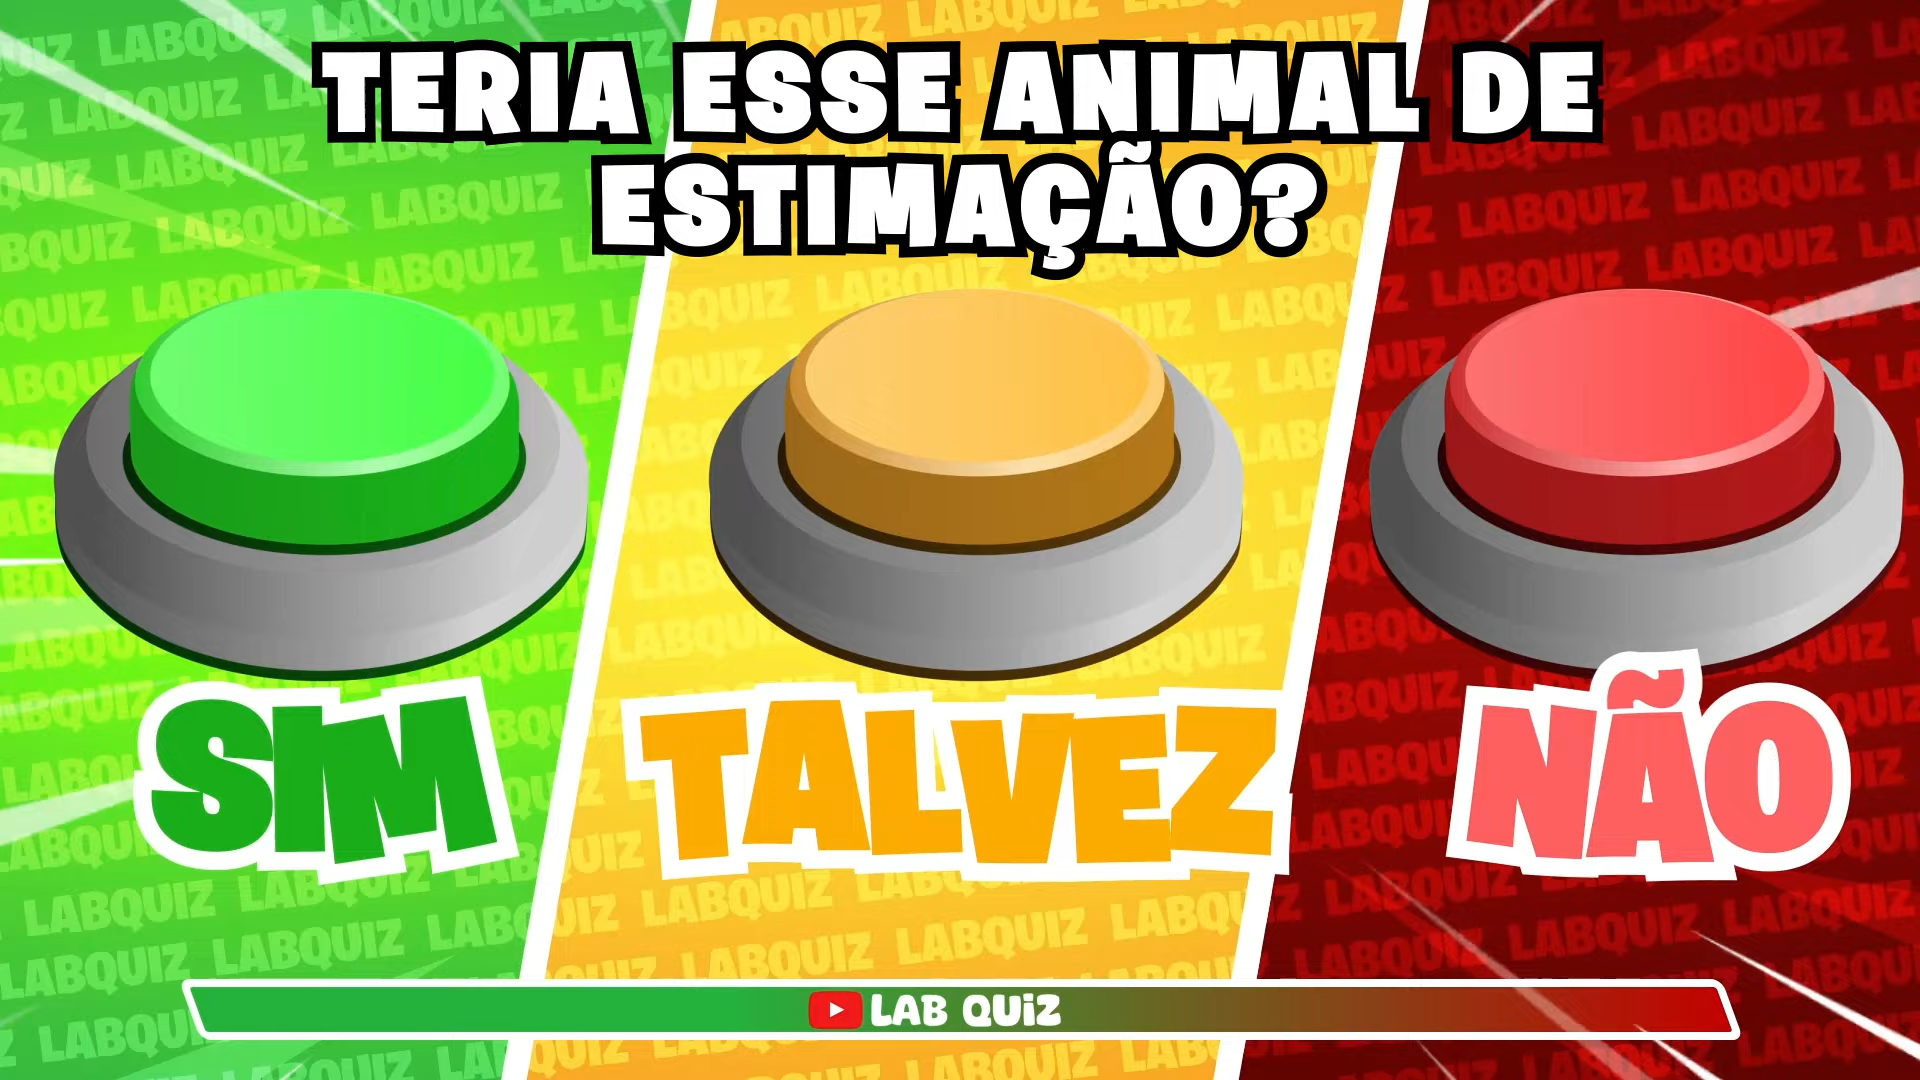 TERIA ESSE ANIMAL DE
ESTIMAÇÃO?
SIM
TALVEZ
NÃO
LAB QUiZ